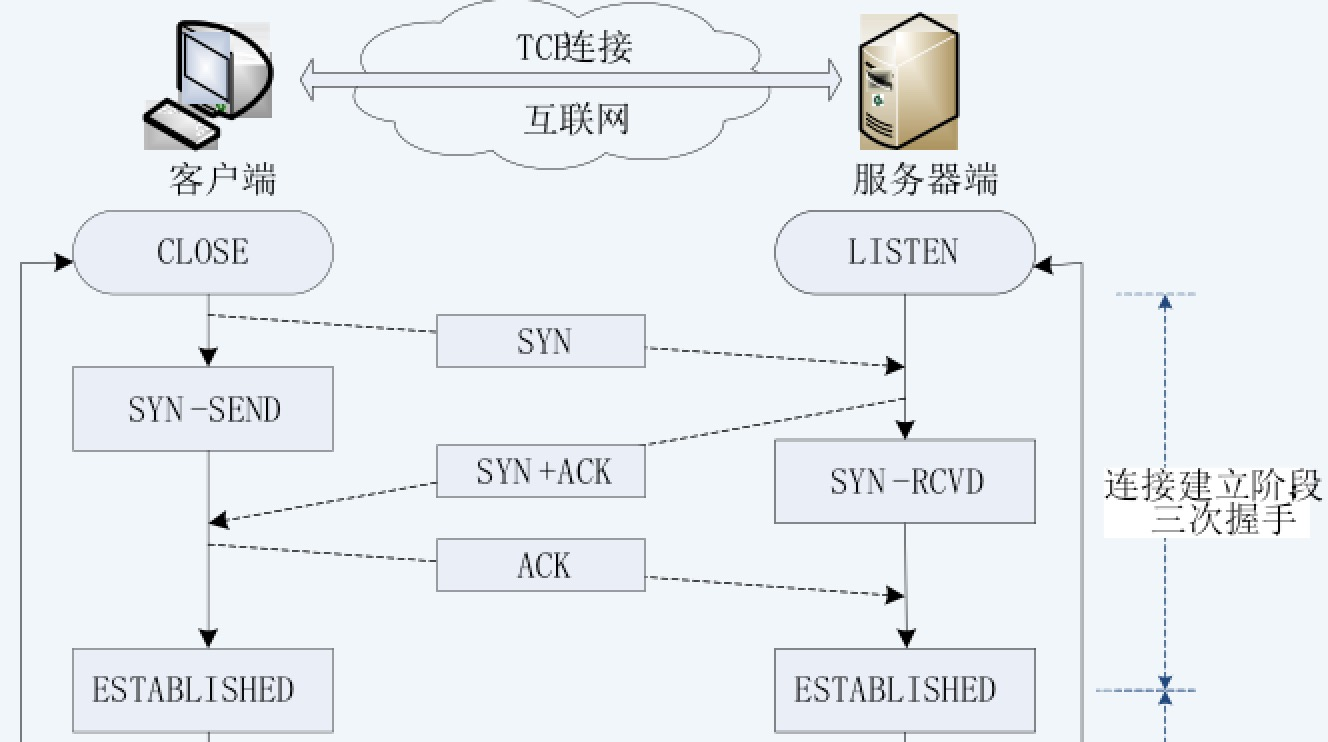 TCP连接
互联网
客户端
服务器端
CLOSE
LISTEN
SYN
SYN-SEND
SYN+ACK
SYN-RCVD
连接建立阶段
三次握手
ACK
ESTABLISHED
ESTABLISHED